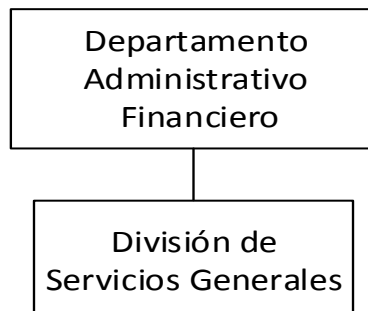 Departamento
Administrativo
Financiero
División de
Servicios Generales